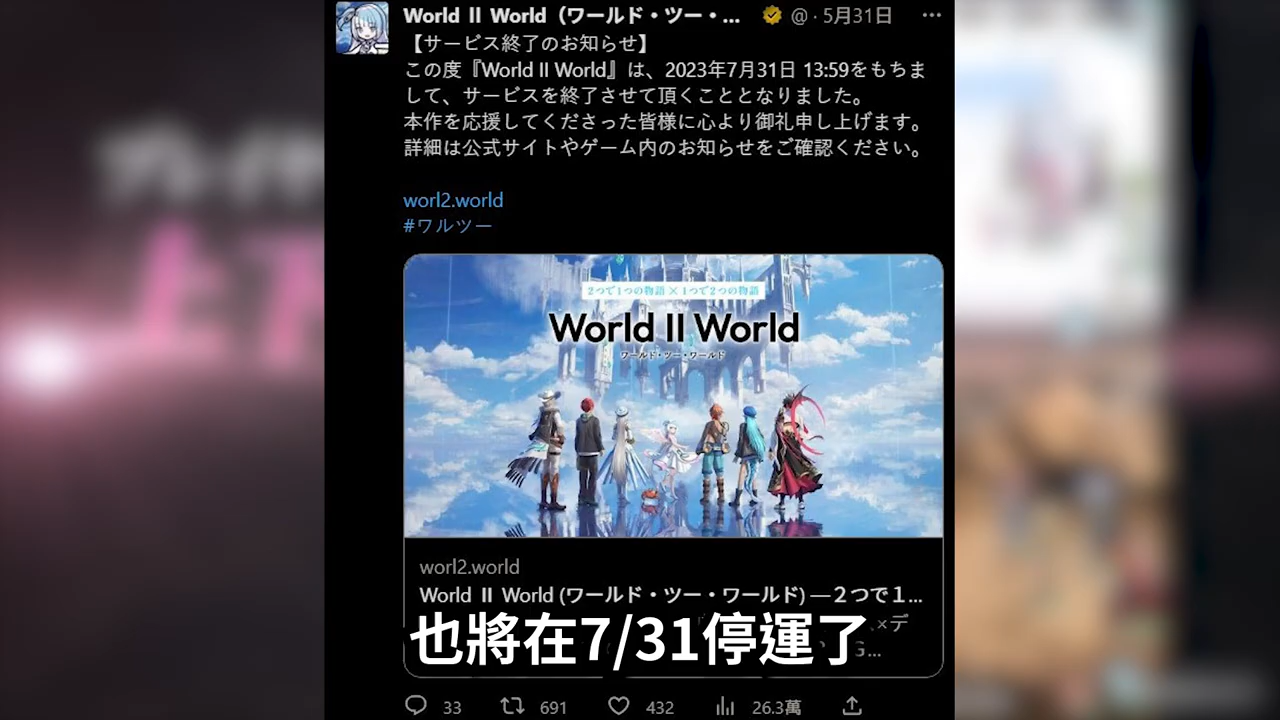 World II World（ワールド・ツー・... @ · 5月31日 ...
【サービス終了のお知らせ】
この度『World II World』は、2023年7月31日 13:59をもちま
して、サービスを終了させて頂くこととなりました。
本作を応援してくださった皆様に心より御礼申し上げます。
詳細は公式サイトやゲーム内のお知らせをご確認ください。
worl2.world
#ワルツー
2つで1つの物語 × 1つで2つの物語
World II World
ワールド・ツー・ワールド
worl2.world
World II World (ワールド・ツー・ワールド) —２つで１...
也將在7/31停運了
33 691 432 26.3萬